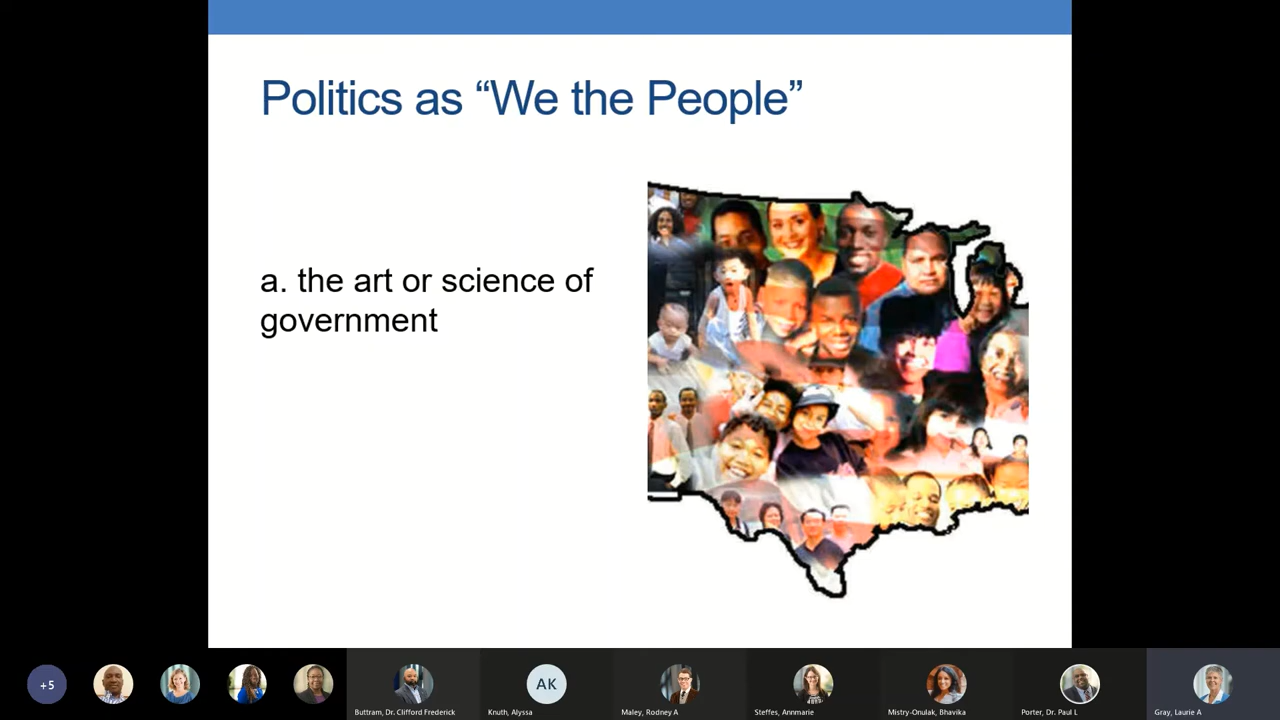 Politics as “We the People”
a. the art or science of
government
+5
AK
Buttram, Dr. Clifford Frederick
Knuth, Alyssa
Maley, Rodney A
Steffes, Annmarie
Mistry-Onulak, Bhavika
Porter, Dr. Paul L
Gray, Laurie A